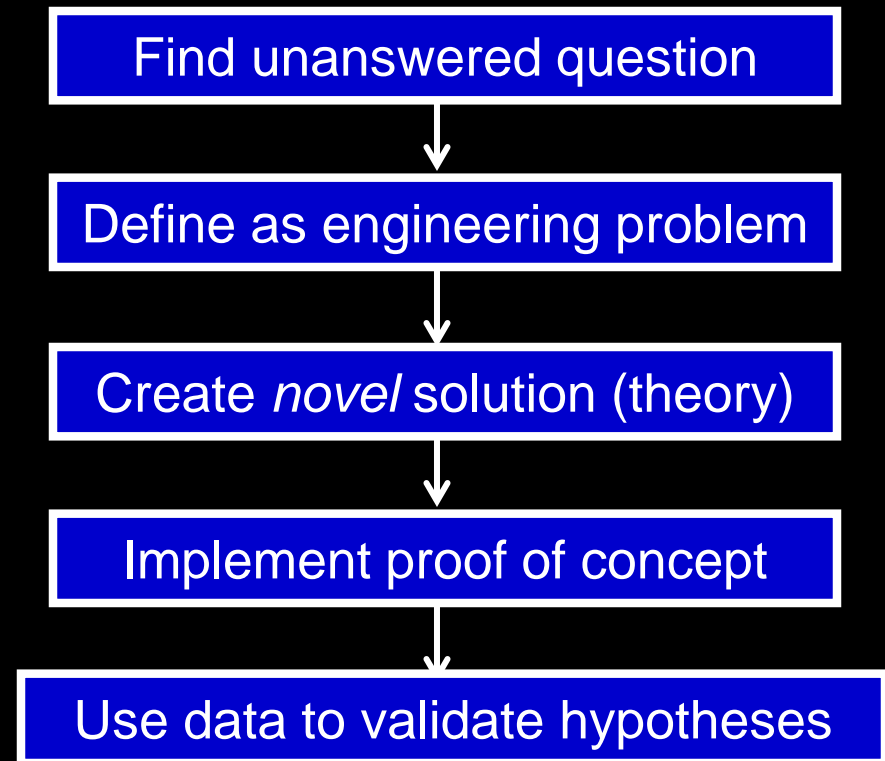 Find unanswered question
Define as engineering problem
Create novel solution (theory)
Implement proof of concept
Use data to validate hypotheses